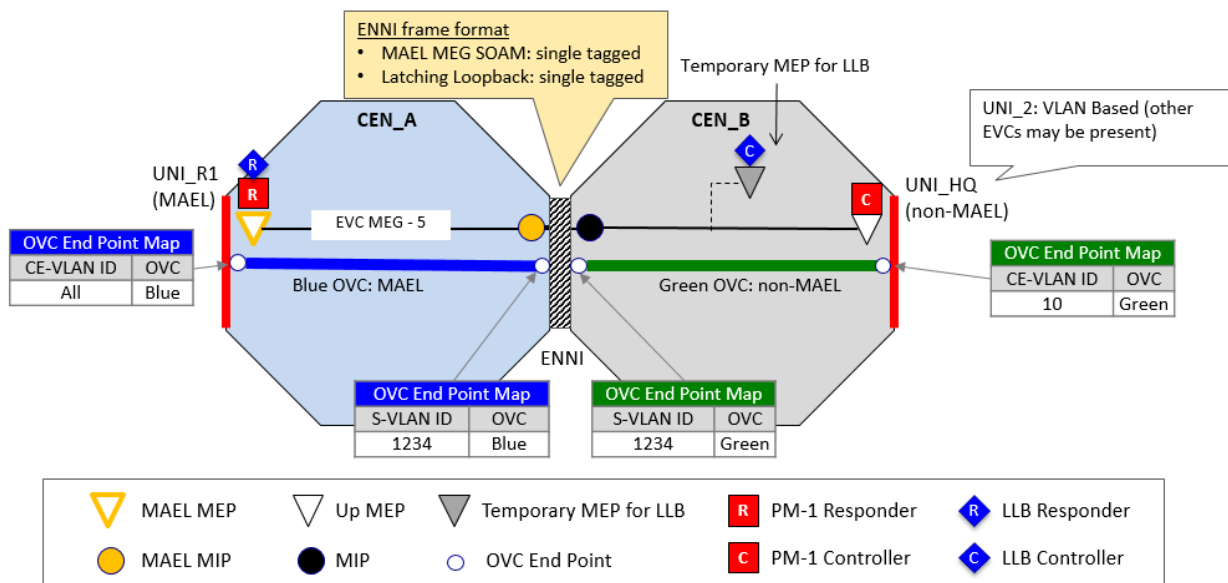 ENNI frame format
• MAEL MEG SOAM: single tagged
• Latching Loopback: single tagged
Temporary MEP for LLB
UNI_2: VLAN Based (other
EVCs may be present)
CEN_A
CEN_B
R
C
UNI_R1
(MAEL)
R
C
UNI_HQ
(non-MAEL)
EVC MEG - 5
OVC End Point Map
CE-VLAN ID OVC
All Blue
Blue OVC: MAEL
Green OVC: non-MAEL
OVC End Point Map
CE-VLAN ID OVC
10 Green
ENNI
OVC End Point Map
S-VLAN ID OVC
1234 Blue
OVC End Point Map
S-VLAN ID OVC
1234 Green
MAEL MEP
Up MEP
Temporary MEP for LLB
R PM-1 Responder
R LLB Responder
MAEL MIP
MIP
OVC End Point
C PM-1 Controller
C LLB Controller